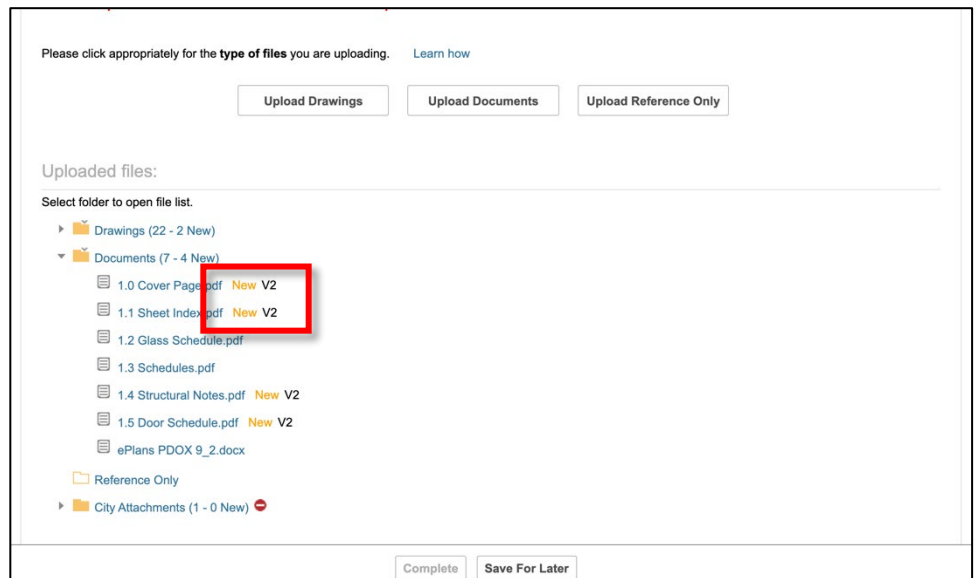 Please click appropriately for the type of files you are uploading. Learn how
Upload Drawings Upload Documents Upload Reference Only
Uploaded files:
Select folder to open file list.
Drawings (22 - 2 New)
Documents (7 - 4 New)
1.0 Cover Page.pdf New V2
1.1 Sheet Index.pdf New V2
1.2 Glass Schedule.pdf
1.3 Schedules.pdf
1.4 Structural Notes.pdf New V2
1.5 Door Schedule.pdf New V2
ePlans PDOX 9_2.docx
Reference Only
City Attachments (1 - 0 New)
Complete Save For Later